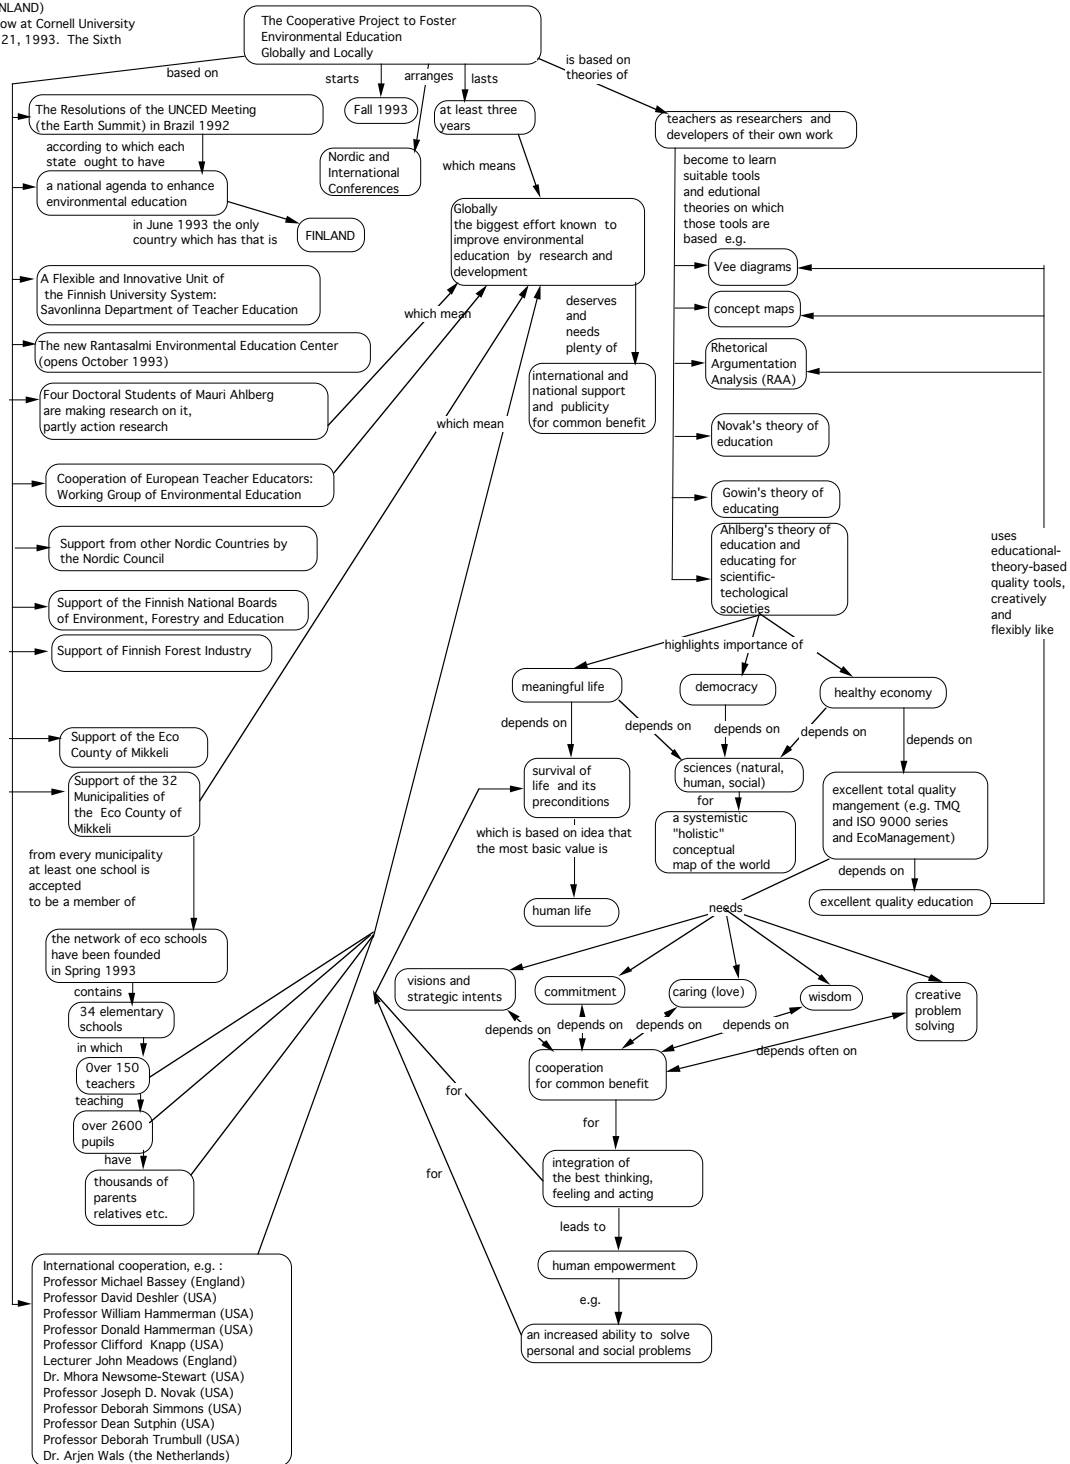 NLAND)
ow at Cornell University
21, 1993. The Sixth
The Cooperative Project to Foster
Environmental Education
Globally and Locally
based on
starts
arranges
lasts
is based on
theories of
The Resolutions of the UNCED Meeting
(the Earth Summit) in Brazil 1992
according to which each
state ought to have
a national agenda to enhance
environmental education
in June 1993 the only
country which has that is
FINLAND
Fall 1993
Nordic and
International
Conferences
at least three
years
which means
Globally
the biggest effort known to
improve environmental
education by research and
development
deserves
and
needs
plenty of
international and
national support
and publicity
for common benefit
A Flexible and Innovative Unit of
the Finnish University System:
Savonlinna Department of Teacher Education
The new Rantasalmi Environmental Education Center
(opens October 1993)
Four Doctoral Students of Mauri Ahlberg
are making research on it,
partly action research
which mean
Cooperation of European Teacher Educators:
Working Group of Environmental Education
which mean
Support from other Nordic Countries by
the Nordic Council
Support of the Finnish National Boards
of Environment, Forestry and Education
Support of Finnish Forest Industry
Support of the Eco
County of Mikkeli
Support of the 32
Municipalities of
the Eco County of
Mikkeli
from every municipality
at least one school is
accepted
to be a member of
the network of eco schools
have been founded
in Spring 1993
contains
34 elementary
schools
in which
Over 150
teachers
teaching
over 2600
pupils
have
thousands of
parents
relatives etc.
International cooperation, e.g. :
Professor Michael Bassey (England)
Professor David Deshler (USA)
Professor William Hammerman (USA)
Professor Donald Hammerman (USA)
Professor Clifford Knapp (USA)
Lecturer John Meadows (England)
Dr. Mhora Newsome-Stewart (USA)
Professor Joseph D. Novak (USA)
Professor Deborah Simmons (USA)
Professor Dean Sutphin (USA)
Professor Deborah Trumbull (USA)
Dr. Arjen Wals (the Netherlands)
teachers as researchers and
developers of their own work
become to learn
suitable tools
and edutional
theories on which
those tools are
based e.g.
Vee diagrams
concept maps
Rhetorical
Argumentation
Analysis (RAA)
Novak's theory of
education
Gowin's theory of
educating
Ahlberg's theory of
education and
educating for
scientific-
techological
societies
uses
educational-
theory-based
quality tools,
creatively
and
flexibly like
highlights importance of
meaningful life
democracy
healthy economy
depends on
depends on
depends on
depends on
depends on
survival of
life and its
preconditions
sciences (natural,
human, social)
excellent total quality
mangement (e.g. TMQ
and ISO 9000 series
and EcoManagement)
for
a systemistic
"holistic"
conceptual
map of the world
which is based on idea that
the most basic value is
human life
depends on
excellent quality education
needs
visions and
strategic intents
commitment
caring (love)
wisdom
creative
problem
solving
depends on
depends on
depends on
depends on
depends often on
cooperation
for common benefit
for
for
integration of
the best thinking,
feeling and acting
for
leads to
human empowerment
e.g.
an increased ability to solve
personal and social problems